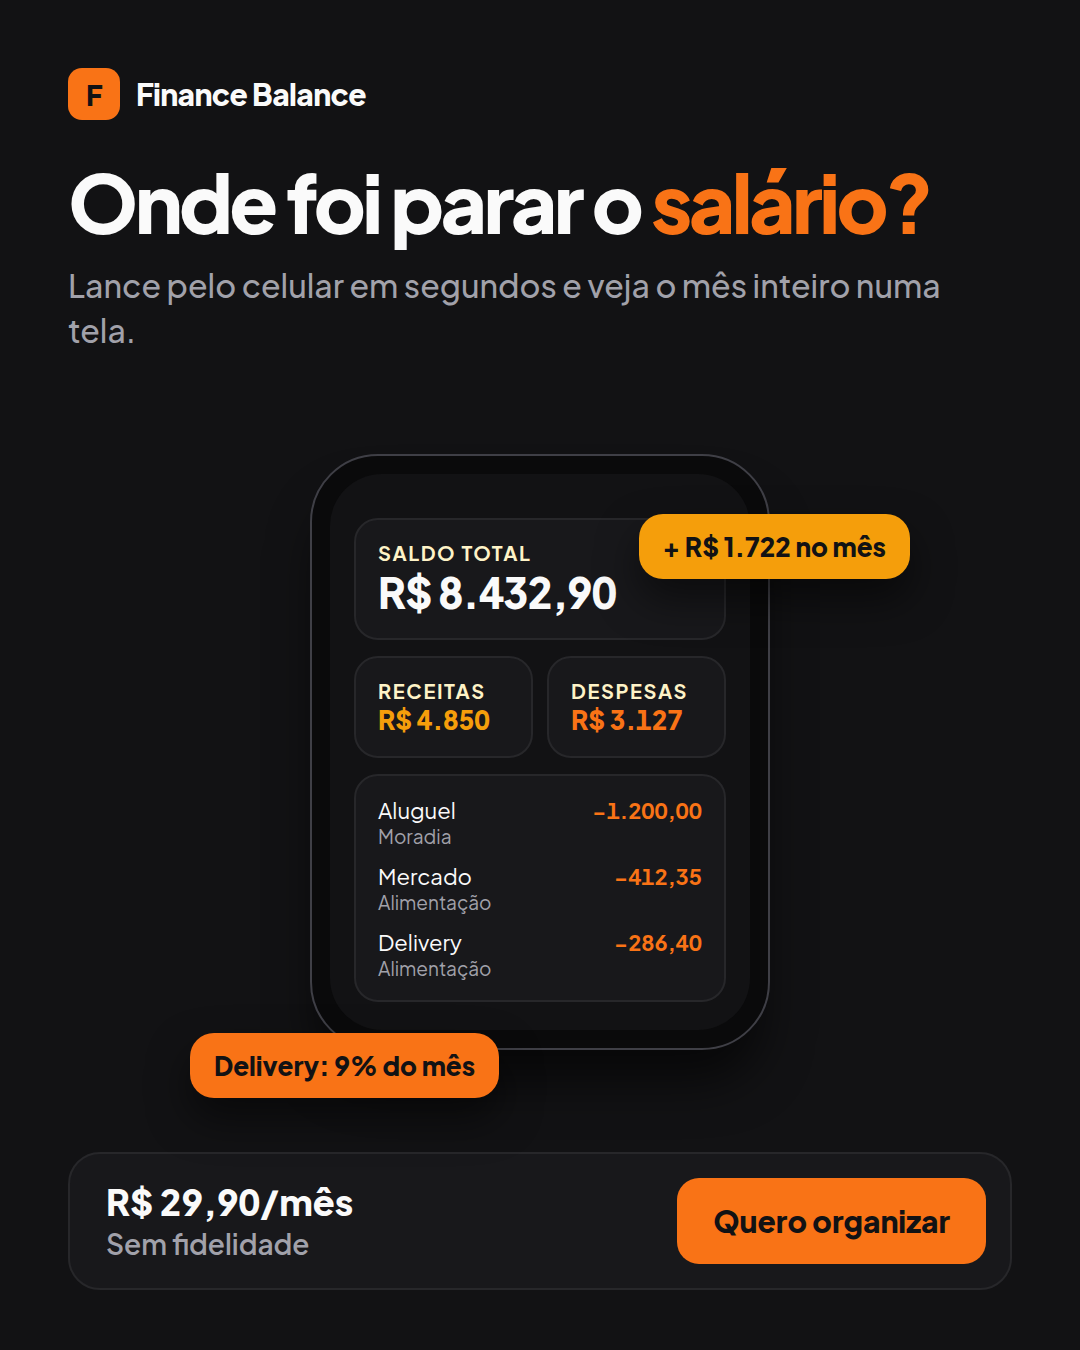 F Finance Balance
Onde foi parar o salário?
Lance pelo celular em segundos e veja o mês inteiro numa
tela.
SALDO TOTAL
R$ 8.432,90
+ R$ 1.722 no mês
RECEITAS
R$ 4.850
DESPESAS
R$ 3.127
Aluguel
Moradia
−1.200,00
Mercado
Alimentação
−412,35
Delivery
Alimentação
−286,40
Delivery: 9% do mês
R$ 29,90/mês
Sem fidelidade
Quero organizar